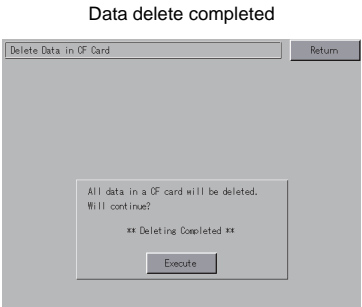 Data delete completed
Delete Data in CF Card
Return
All data in a CF card will be deleted.
Will continue?
** Deleting Completed **
Execute